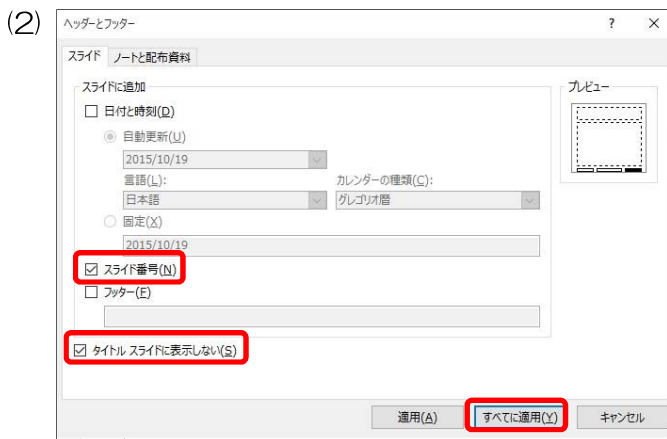 (2)
ヘッダーとフッター ? ×
スライド ノートと配布資料
スライドに追加 プレビュー
日付と時刻(D)
自動更新(U)
2015/10/19
言語(L): カレンダーの種類(C):
日本語 グレゴリオ暦
固定(X)
2015/10/19
スライド番号(N)
フッター(F)
タイトル スライドに表示しない(S)
適用(A) すべてに適用(Y) キャンセル